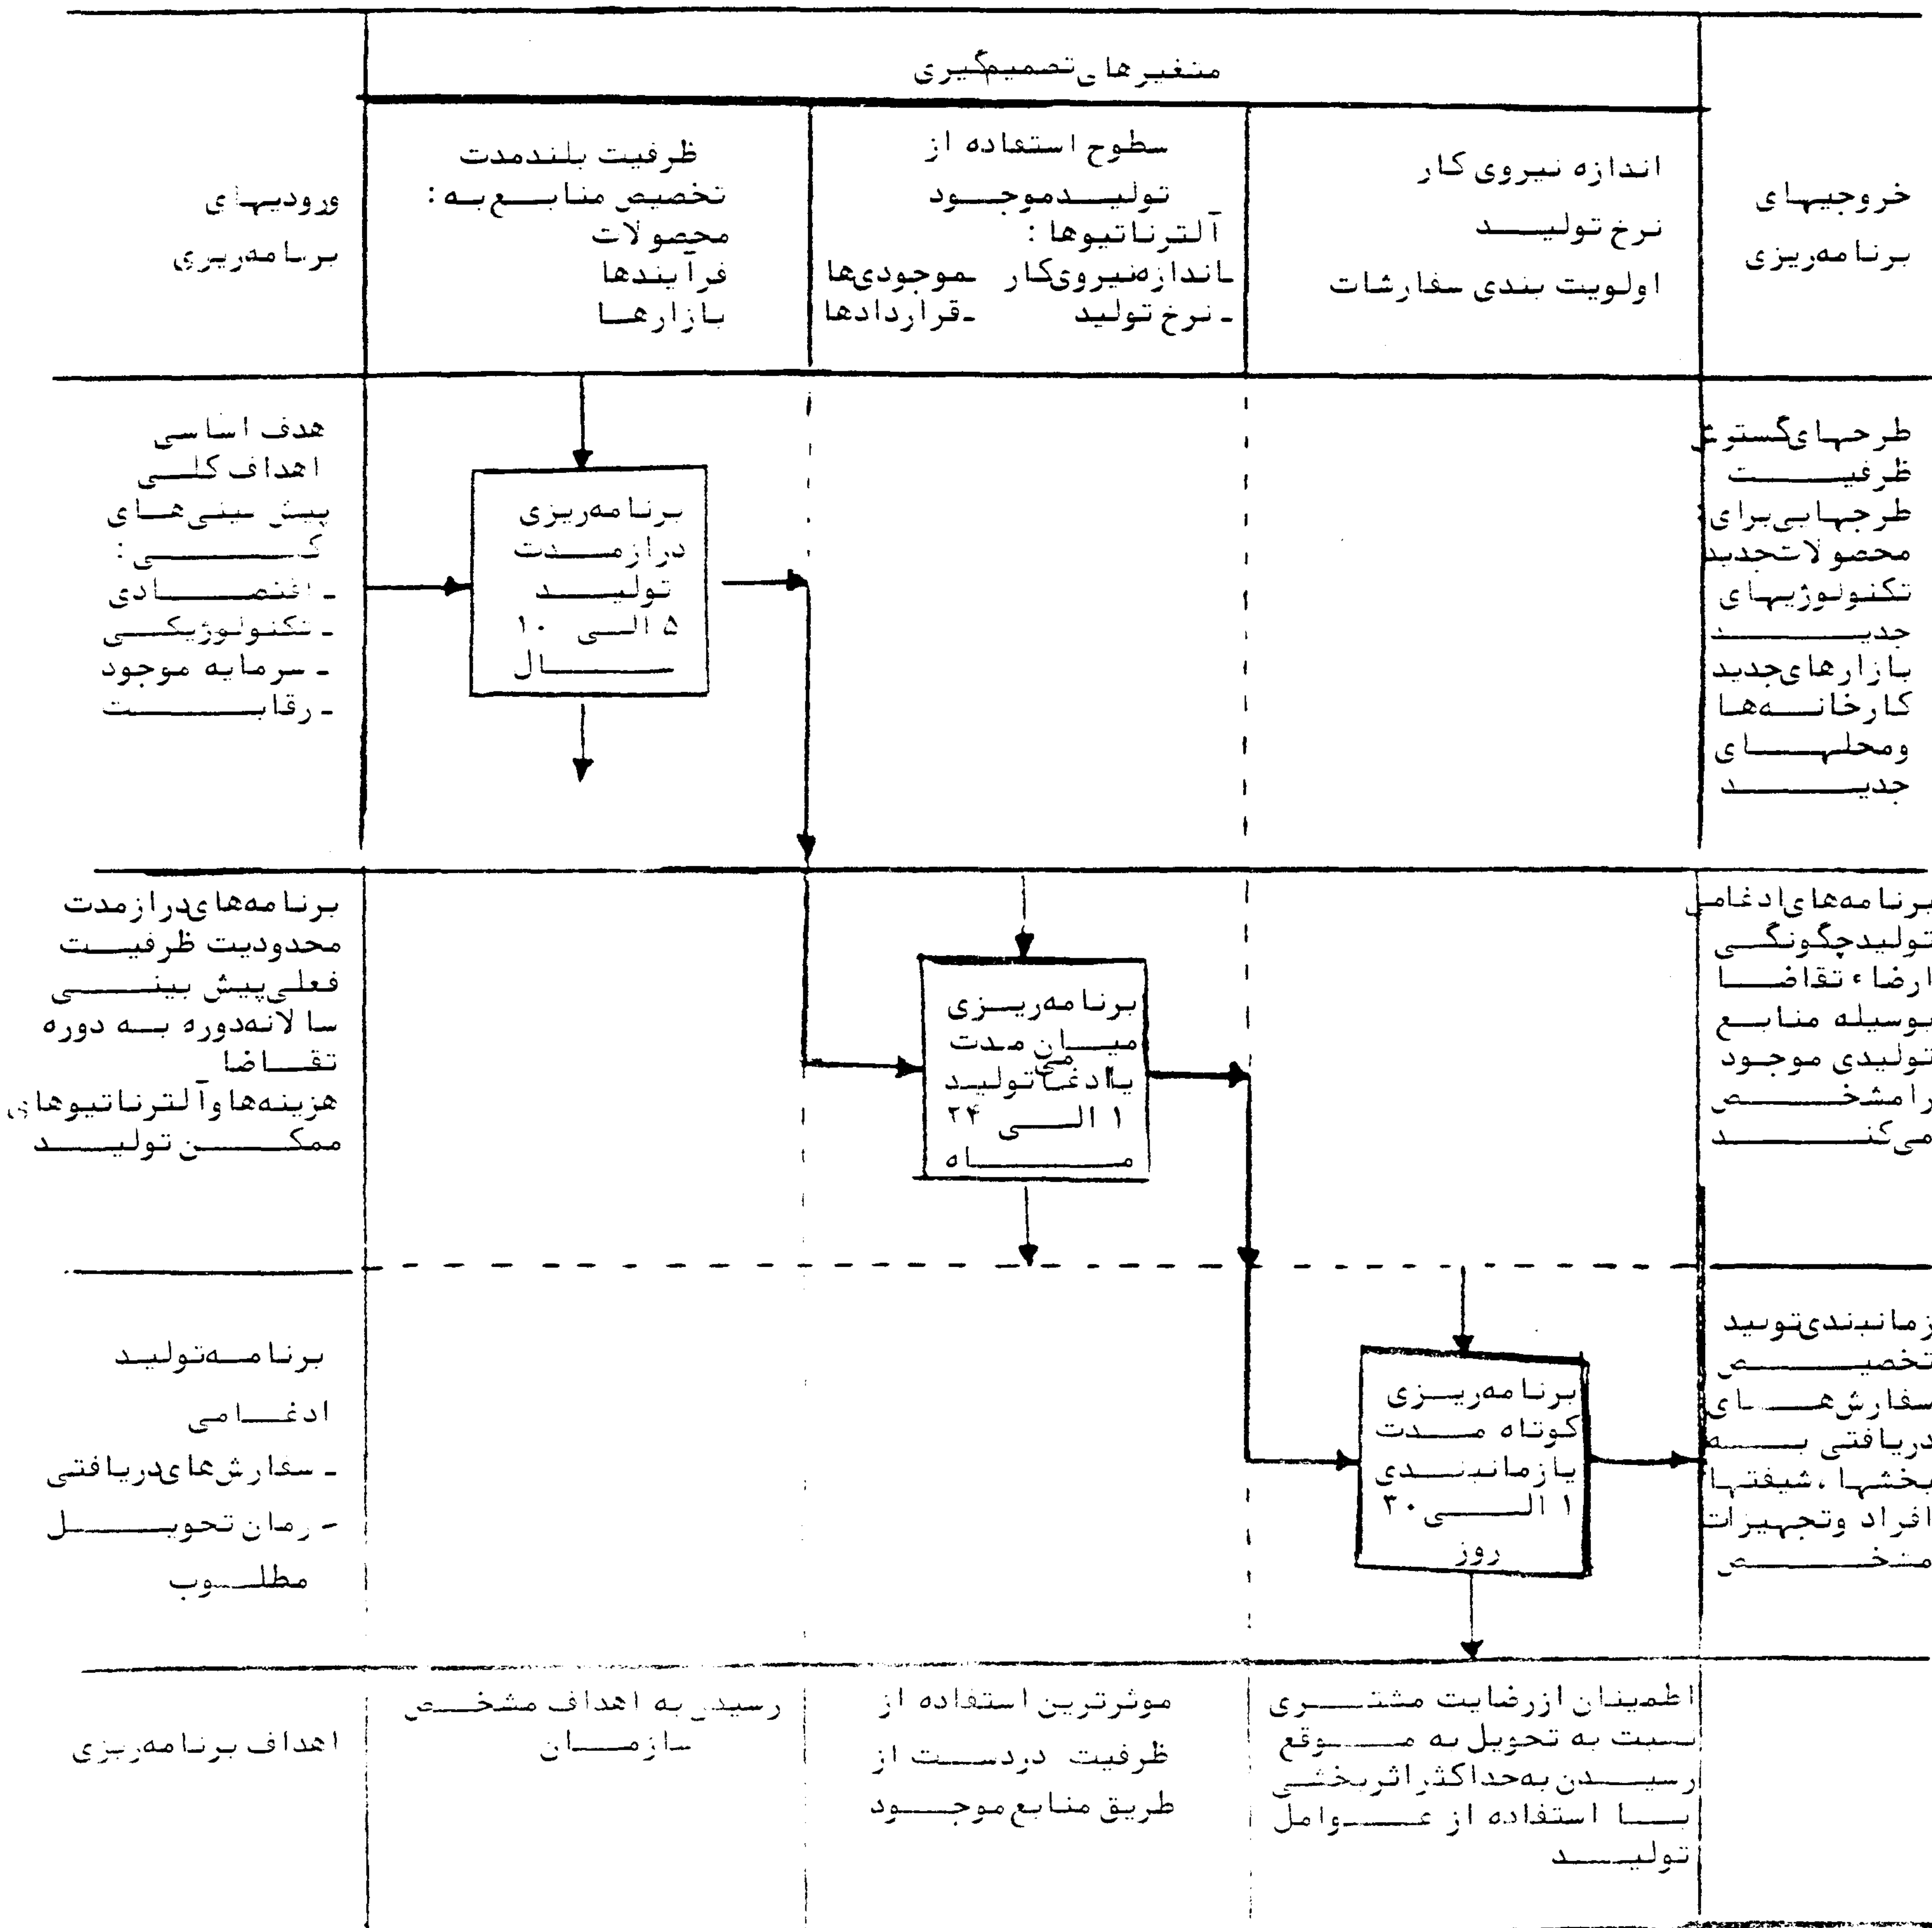 متغیرهای تصمیم‌گیری
خروجیهای
برنامه‌ریزی
اندازه نیروی کار
نرخ تولید
اولویت بندی سفارشات
سطوح استفاده از
تولید موجود
آلترناتیوها :
ـ اندازه نیروی کار ـ موجودی‌ها
ـ نرخ تولید ـ قراردادها
ظرفیت بلندمدت
تخصیص منابع به :
محصولات
فرآیندها
بازارها
ورودیهای
برنامه‌ریزی
طرحهای گسترش
ظرفیت
طرحهایی برای
محصولات جدید
تکنولوژیهای
جدید
بازارهای جدید
کارخانه‌ها
ومحلهای
جدید
برنامه‌ریزی
درازمدت
تولید
۵ الی ۱۰
سال
هدف اساسی
اهداف کلی
پیش بینی‌های
کمی :
ـ اقتصادی
ـ تکنولوژیکی
ـ سرمایه موجود
ـ رقابت
برنامه‌های ادغامی
تولید چگونگی
ارضاء تقاضا
بوسیله منابع
تولیدی موجود
را مشخص
می‌کند
برنامه‌ریزی
میان مدت
یا ادغامی تولید
۱ الی ۲۴
ماه
برنامه‌های درازمدت
محدودیت ظرفیت
فعلی پیش بینی
سالانه دوره به دوره
تقاضا
هزینه‌ها و آلترناتیوهای
ممکن تولید
زمانبندی تولید
تخصیص
سفارش‌های
دریافتی به
بخشها ، شیفتها
افراد وتجهیزات
مشخص
برنامه‌ریزی
کوتاه مدت
یا زمانبندی
۱ الی ۳۰
روز
برنامه تولید
ادغامی
ـ سفارش‌های دریافتی
ـ زمان تحویل
مطلوب
اطمینان از رضایت مشتری
نسبت به تحویل به موقع
رسیدن به حداکثر اثربخشی
با استفاده از عوامل
تولید
موثرترین استفاده از
ظرفیت دردست از
طریق منابع موجود
رسیدن به اهداف مشخص
سازمان
اهداف برنامه‌ریزی